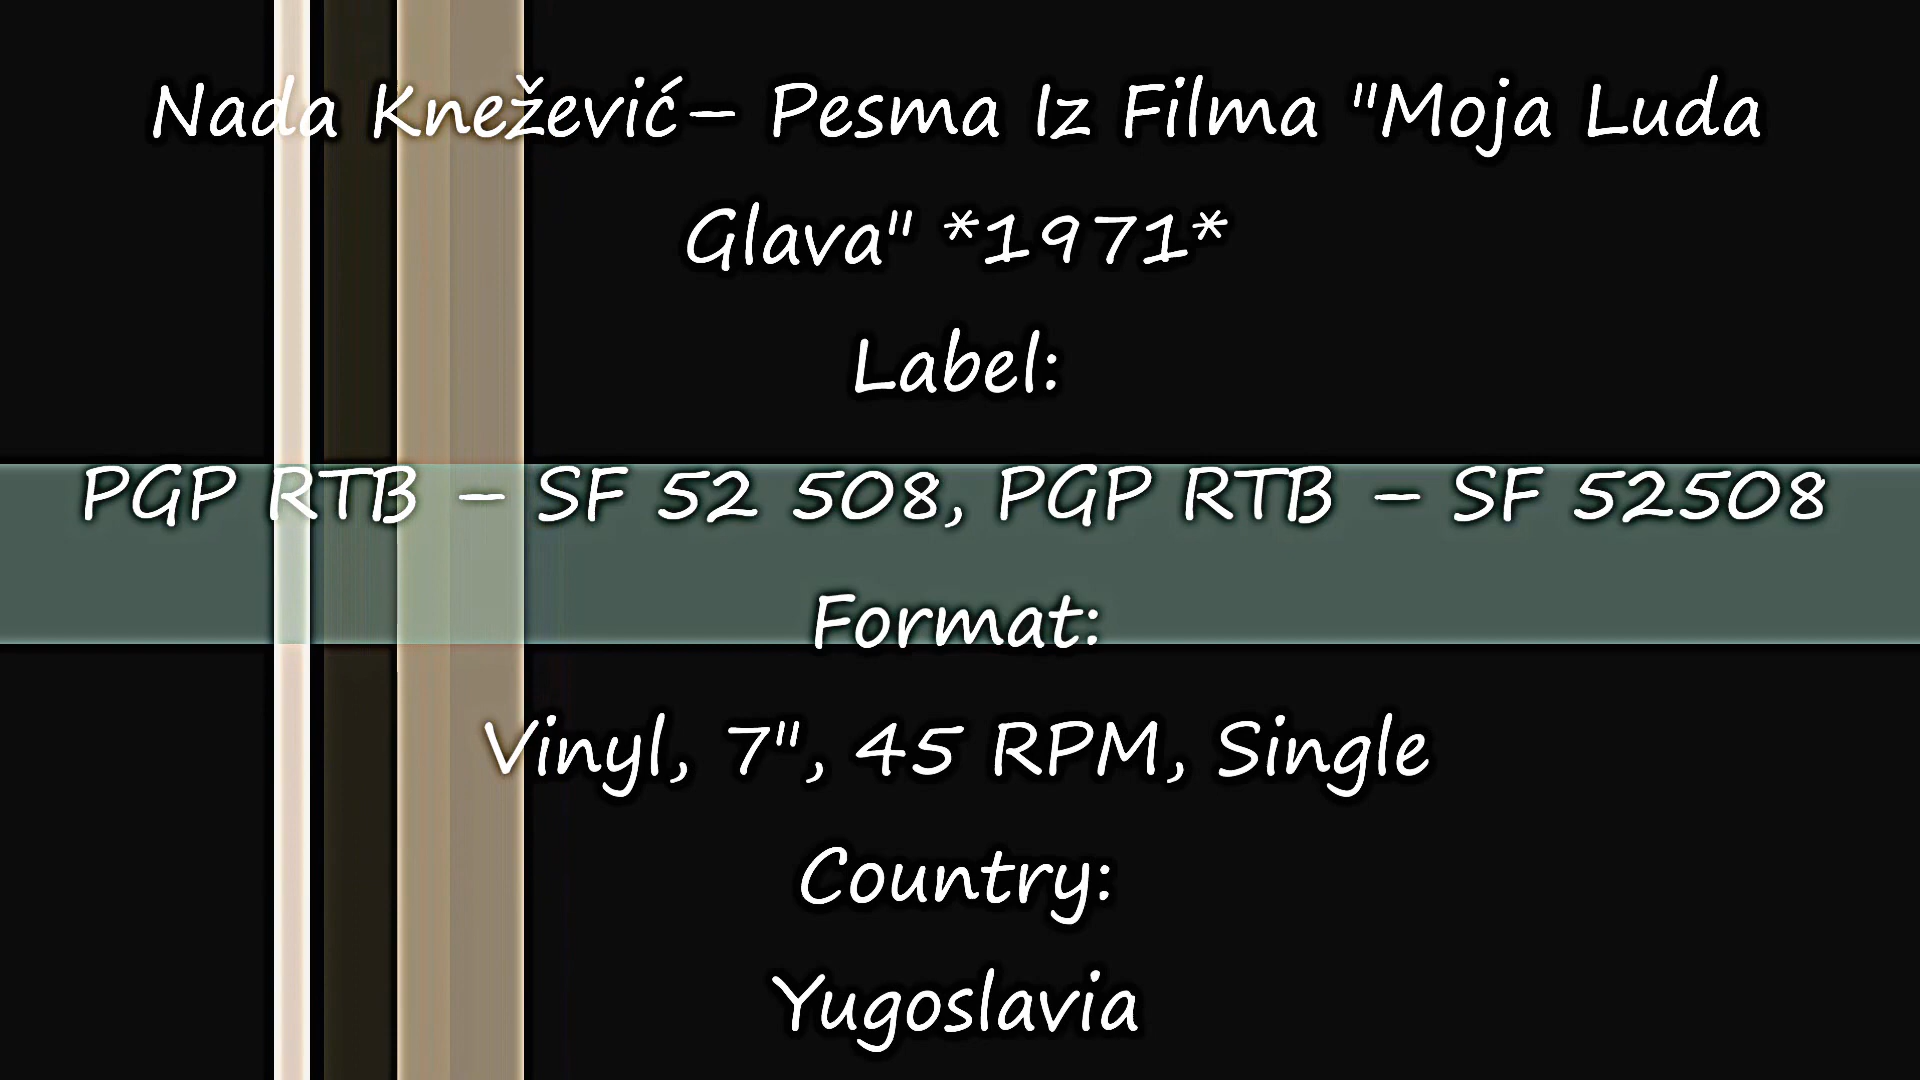 Nada Knežević– Pesma Iz Filma "Moja Luda
Glava" *1971*
Label:
PGP RTB – SF 52 508, PGP RTB – SF 52508
Format:
Vinyl, 7", 45 RPM, Single
Country:
Yugoslavia